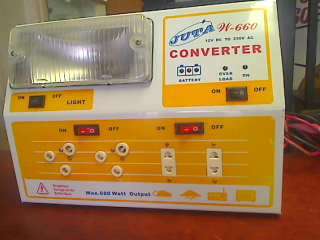 JUTA W-660
12V DC TO 220V AC
CONVERTER
BATTERY
OVER LOAD
ON
ON OFF
LIGHT
ON OFF
ON OFF
ON OFF
Max.660 Watt Output